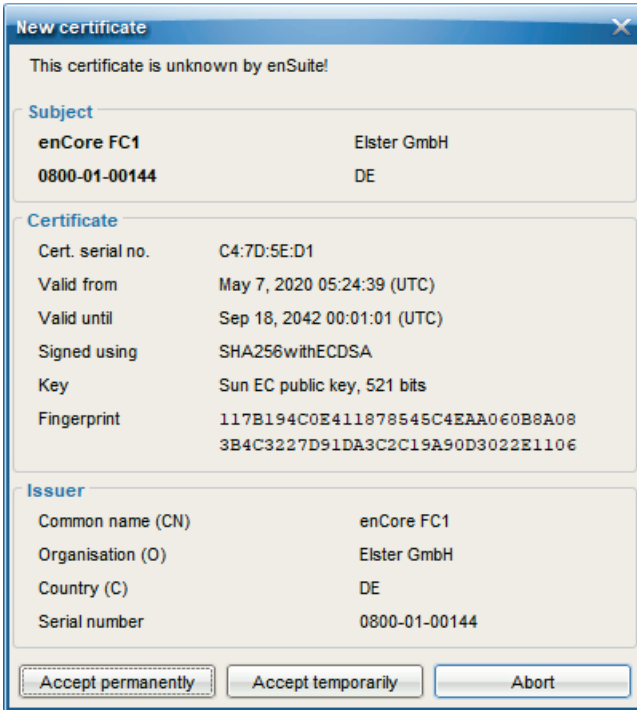 New certificate
This certificate is unknown by enSuite!
Subject
enCore FC1 Elster GmbH
0800-01-00144 DE
Certificate
Cert. serial no. C4:7D:5E:D1
Valid from May 7, 2020 05:24:39 (UTC)
Valid until Sep 18, 2042 00:01:01 (UTC)
Signed using SHA256withECDSA
Key Sun EC public key, 521 bits
Fingerprint 117B194C0E411878545C4EAA060B8A08
3B4C3227D91DA3C2C19A90D3022E1106
Issuer
Common name (CN) enCore FC1
Organisation (O) Elster GmbH
Country (C) DE
Serial number 0800-01-00144
Accept permanently Accept temporarily Abort